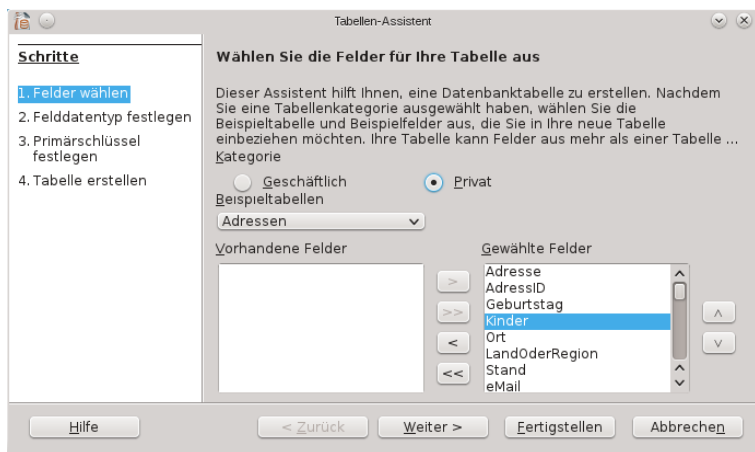 Tabellen-Assistent
Schritte
1. Felder wählen
2. Felddatentyp festlegen
3. Primärschlüssel
festlegen
4. Tabelle erstellen
Wählen Sie die Felder für Ihre Tabelle aus
Dieser Assistent hilft Ihnen, eine Datenbanktabelle zu erstellen. Nachdem
Sie eine Tabellenkategorie ausgewählt haben, wählen Sie die
Beispieltabelle und Beispielfelder aus, die Sie in Ihre neue Tabelle
einbeziehen möchten. Ihre Tabelle kann Felder aus mehr als einer Tabelle ...
Kategorie
Geschäftlich
Privat
Beispieltabellen
Adressen
Vorhandene Felder
>
>>
<
<<
Gewählte Felder
Adresse
AdressID
Geburtstag
Kinder
Ort
LandOderRegion
Stand
eMail
Hilfe
< Zurück
Weiter >
Fertigstellen
Abbrechen